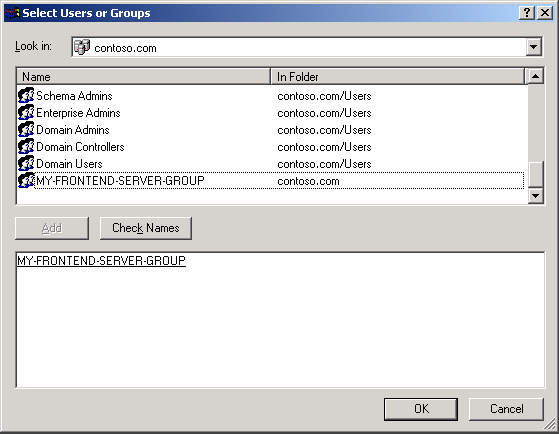 Select Users or Groups
Look in: contoso.com
Name In Folder
Schema Admins contoso.com/Users
Enterprise Admins contoso.com/Users
Domain Admins contoso.com/Users
Domain Controllers contoso.com/Users
Domain Users contoso.com/Users
MY-FRONTEND-SERVER-GROUP contoso.com
Add Check Names
MY-FRONTEND-SERVER-GROUP
OK Cancel